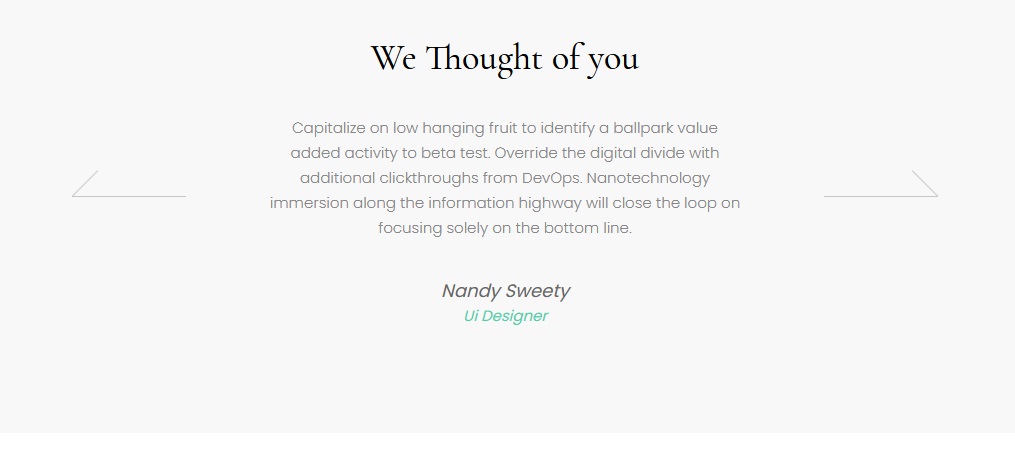 We Thought of you
Capitalize on low hanging fruit to identify a ballpark value
added activity to beta test. Override the digital divide with
additional clickthroughs from DevOps. Nanotechnology
immersion along the information highway will close the loop on
focusing solely on the bottom line.
Nandy Sweety
Ui Designer